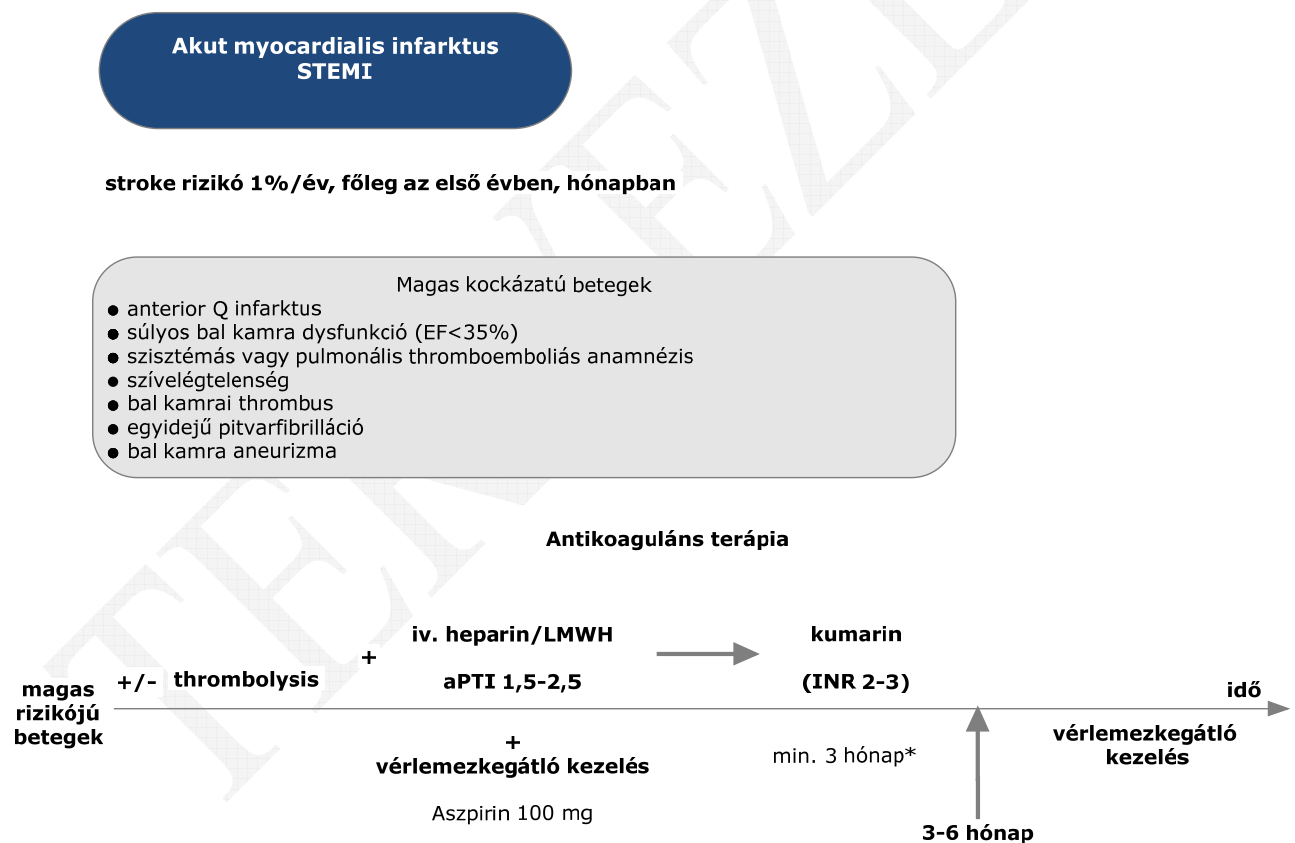 Akut myocardialis infarktus
STEMI
stroke rizikó 1%/év, főleg az első évben, hónapban
Magas kockázatú betegek
● anterior Q infarktus
● súlyos bal kamra dysfunkció (EF<35%)
● szisztémás vagy pulmonális thromboemboliás anamnézis
● szívelégtelenség
● bal kamrai thrombus
● egyidejű pitvarfibrilláció
● bal kamra aneurizma
Antikoaguláns terápia
magas
rizikójú
betegek
+/- thrombolysis
+
iv. heparin/LMWH
aPTI 1,5-2,5
kumarin
(INR 2-3)
idő
+
vérlemezkegátló kezelés
Aszpirin 100 mg
min. 3 hónap*
3-6 hónap
vérlemezkegátló
kezelés